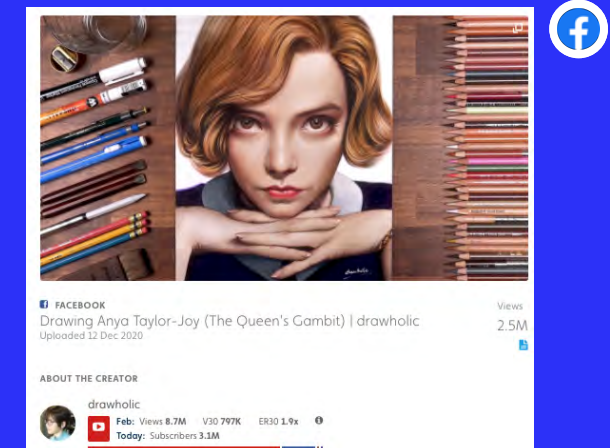 drawholic
FACEBOOK
Views
Drawing Anya Taylor-Joy (The Queen's Gambit) | drawholic
2.5M
Uploaded 12 Dec 2020
ABOUT THE CREATOR
drawholic
Feb: Views 8.7M V30 797K ER30 1.9x
Today: Subscribers 3.1M